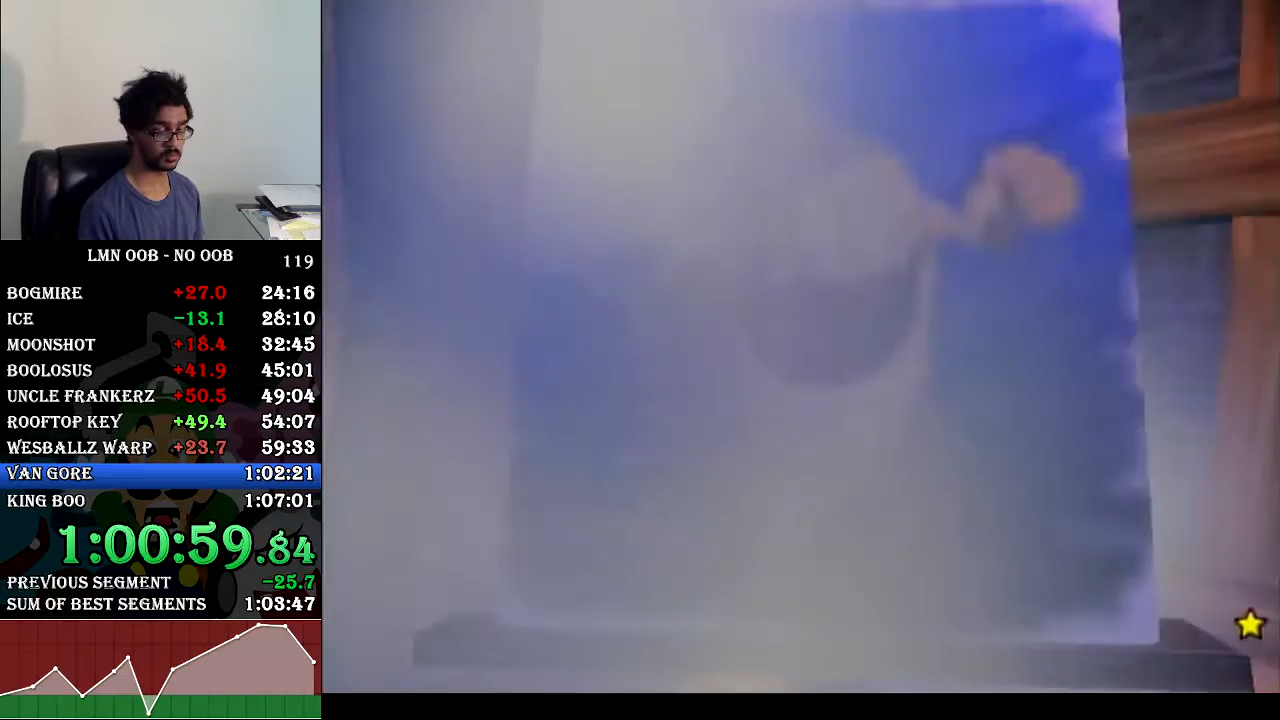 LMN OOB - NO OOB 119
BOGMIRE +27.0 24:16
ICE -13.1 28:10
MOONSHOT +18.4 32:45
BOOLOSUS +41.9 45:01
UNCLE FRANKERZ +50.5 49:04
ROOFTOP KEY +49.4 54:07
WESBALLZ WARP +23.7 59:33
VAN GORE 1:02:21
KING BOO 1:07:01
1:00:59.84
PREVIOUS SEGMENT -25.7
SUM OF BEST SEGMENTS 1:03:47